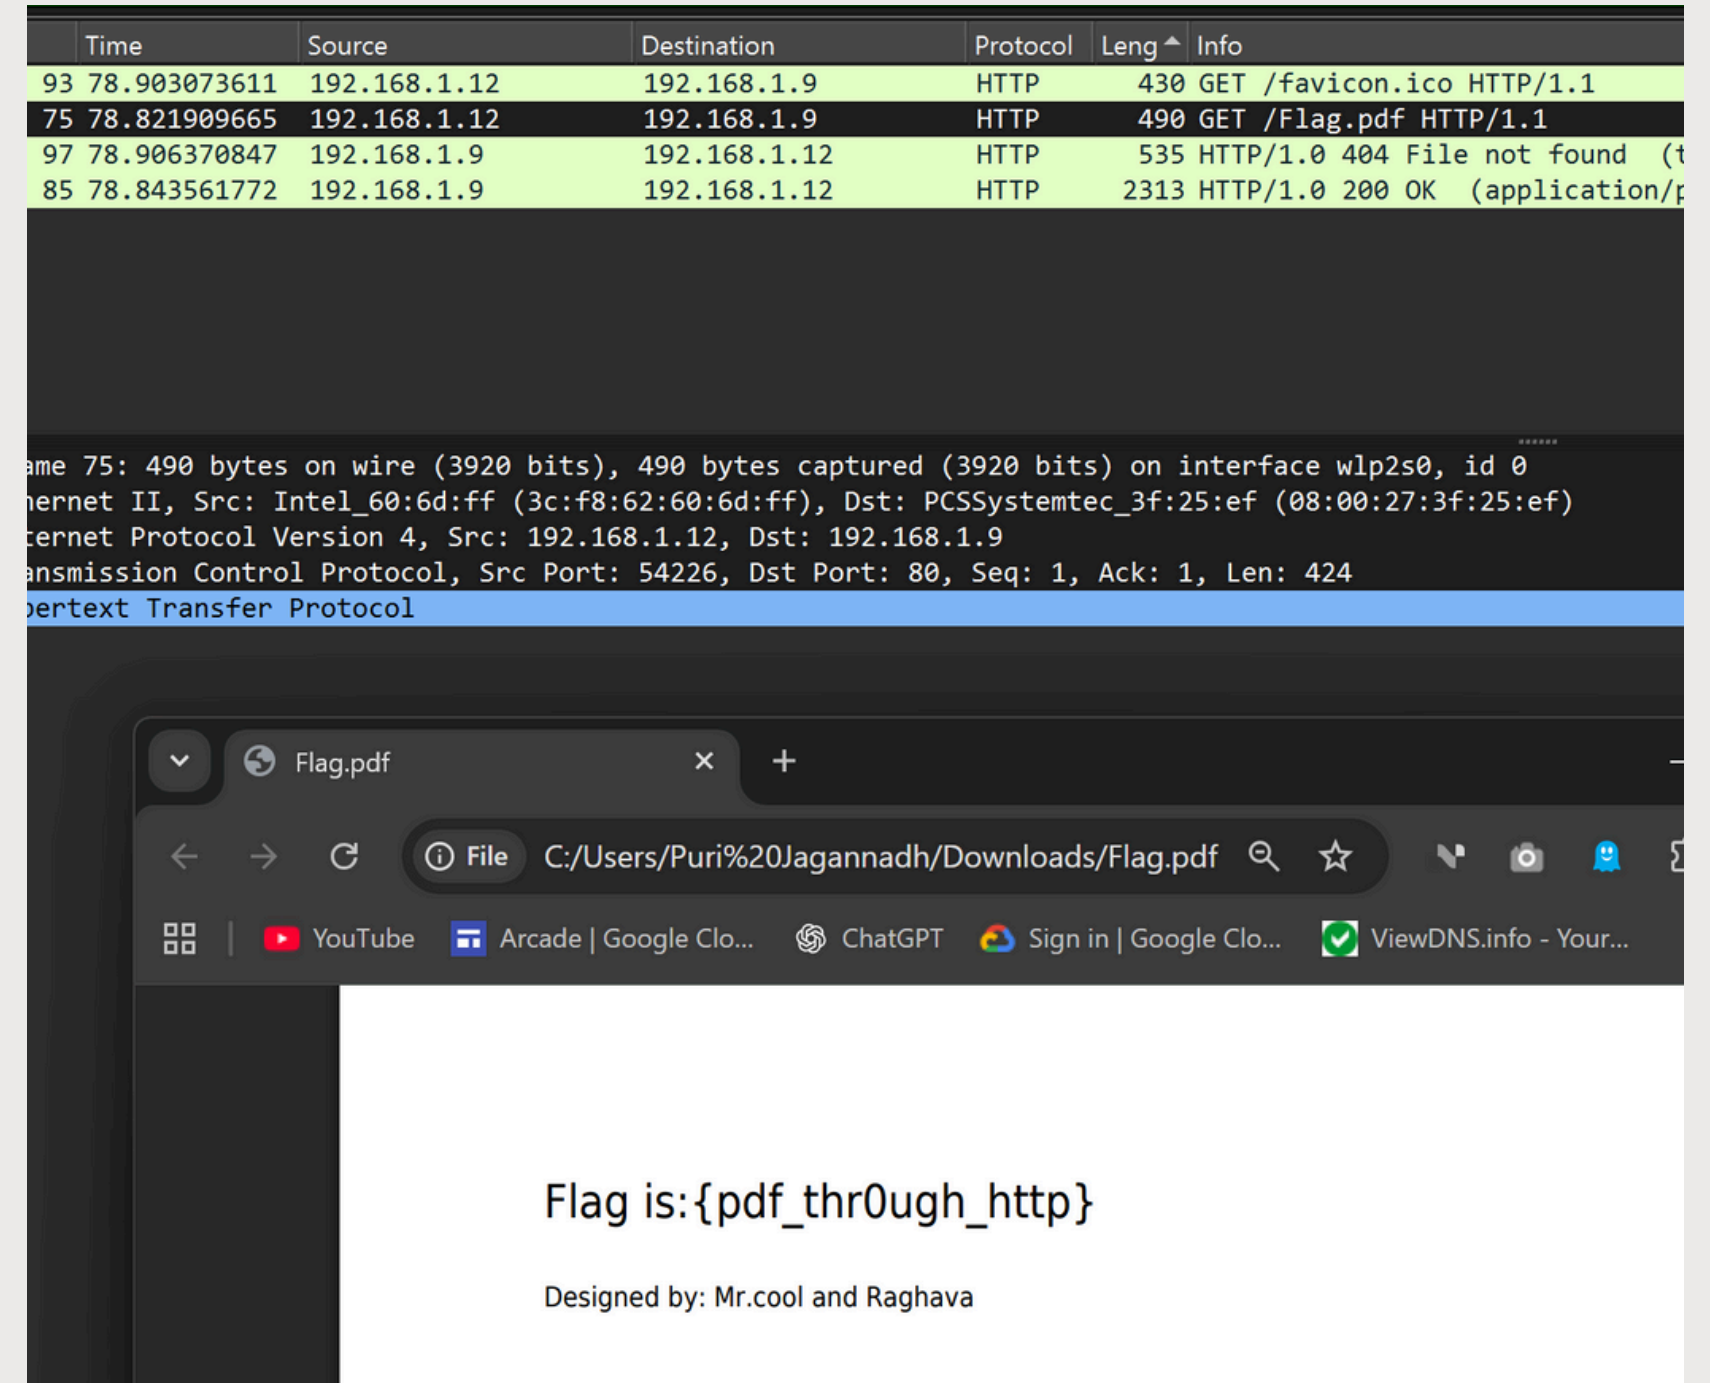 Time Source Destination Protocol Leng Info
93 78.903073611 192.168.1.12 192.168.1.9 HTTP 430 GET /favicon.ico HTTP/1.1
75 78.821909665 192.168.1.12 192.168.1.9 HTTP 490 GET /Flag.pdf HTTP/1.1
97 78.906370847 192.168.1.9 192.168.1.12 HTTP 535 HTTP/1.0 404 File not found (t
85 78.843561772 192.168.1.9 192.168.1.12 HTTP 2313 HTTP/1.0 200 OK (application/p
ame 75: 490 bytes on wire (3920 bits), 490 bytes captured (3920 bits) on interface wlp2s0, id 0
hernet II, Src: Intel_60:6d:ff (3c:f8:62:60:6d:ff), Dst: PCSSystemtec_3f:25:ef (08:00:27:3f:25:ef)
ternet Protocol Version 4, Src: 192.168.1.12, Dst: 192.168.1.9
ansmission Control Protocol, Src Port: 54226, Dst Port: 80, Seq: 1, Ack: 1, Len: 424
pertext Transfer Protocol
Flag.pdf
File C:/Users/Puri%20Jagannadh/Downloads/Flag.pdf
YouTube Arcade | Google Clo... ChatGPT Sign in | Google Clo... ViewDNS.info - Your...
Flag is:{pdf_thr0ugh_http}
Designed by: Mr.cool and Raghava